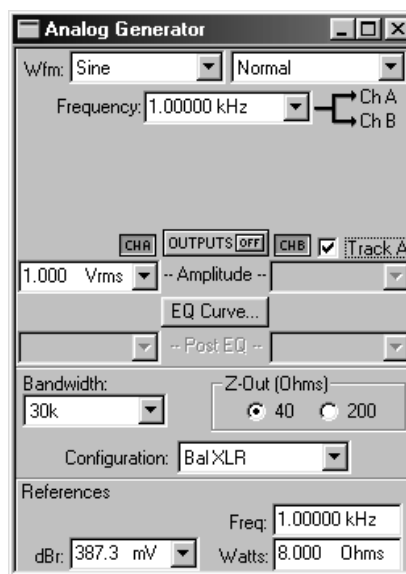 Analog Generator
Wfm: Sine Normal
Frequency: 1.00000 kHz Ch A
Ch B
CHA OUTPUTS OFF CHB Track A
1.000 Vrms -- Amplitude --
EQ Curve...
-- Post EQ --
Bandwidth: Z-Out (Ohms)
30k 40 200
Configuration: Bal XLR
References
Freq: 1.00000 kHz
dBr: 387.3 mV Watts: 8.000 Ohms